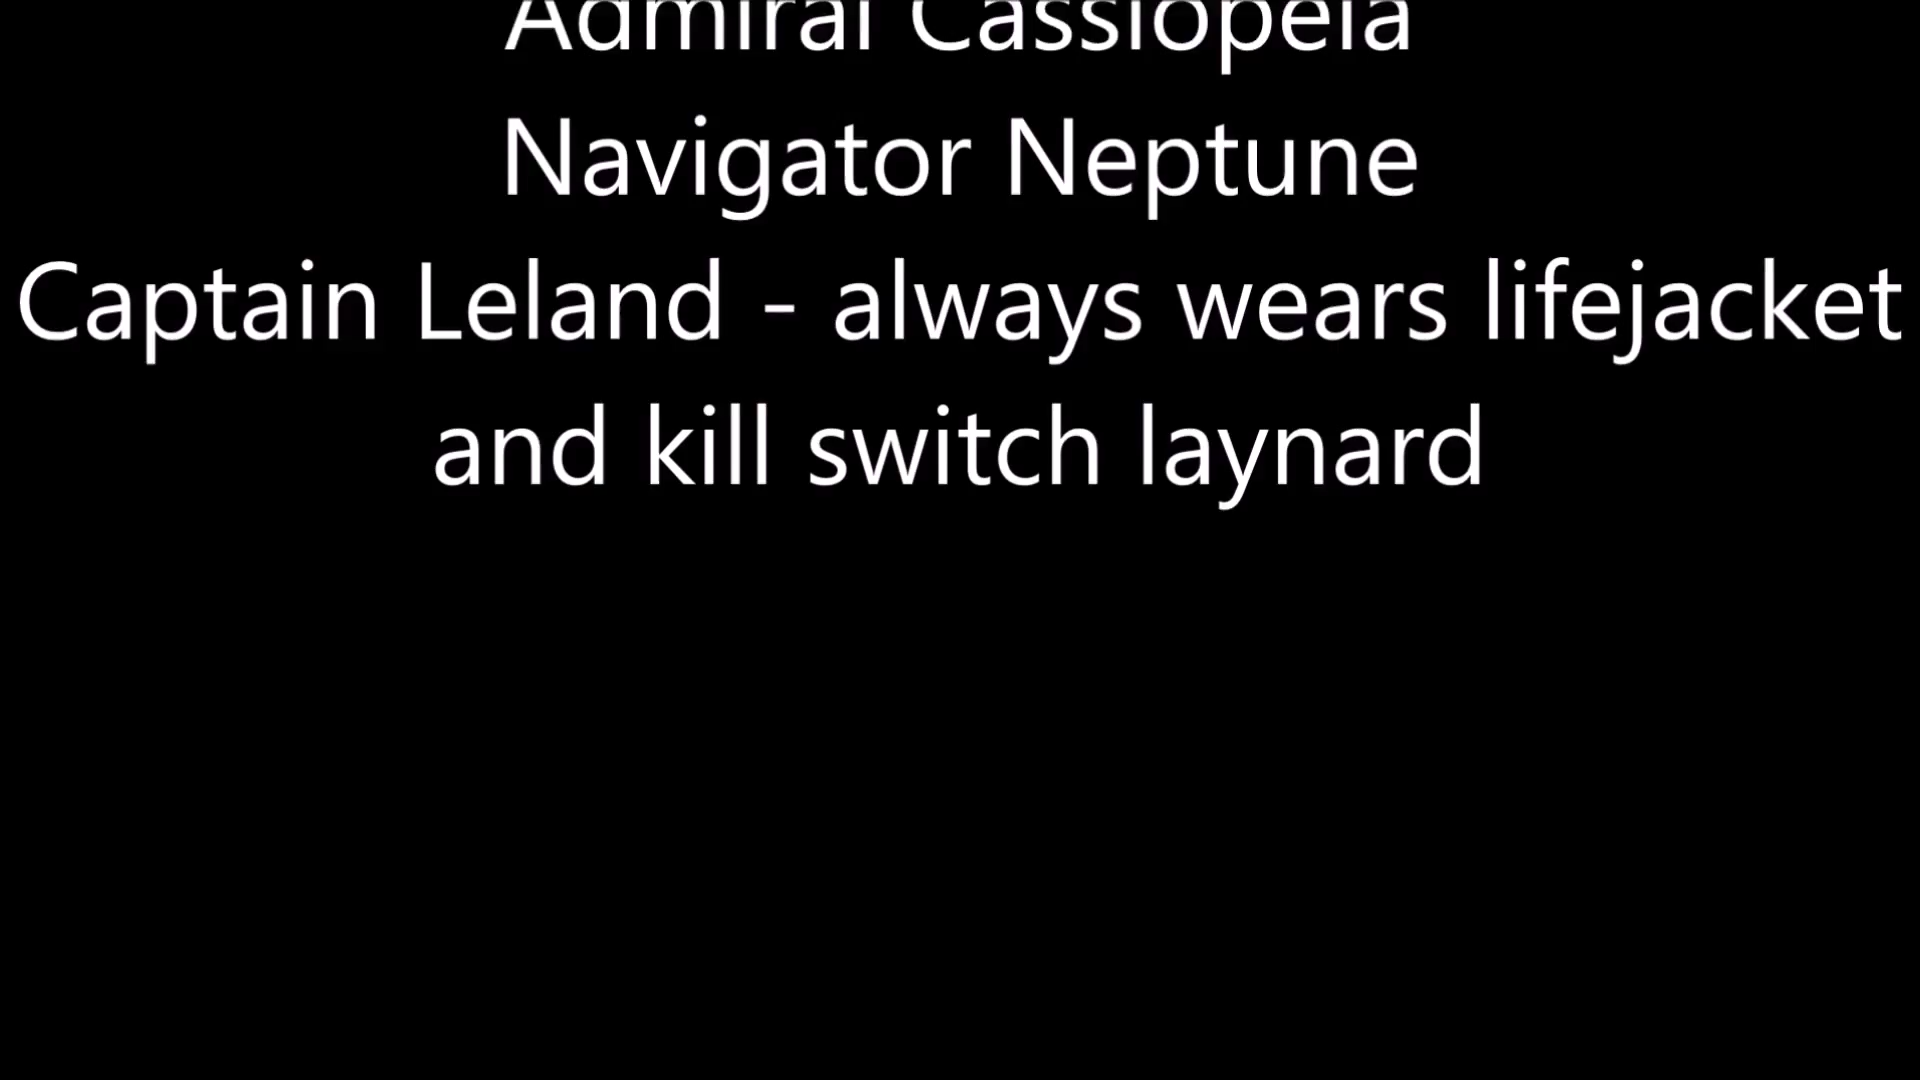 Admiral Cassiopeia
Navigator Neptune
Captain Leland - always wears lifejacket
and kill switch laynard